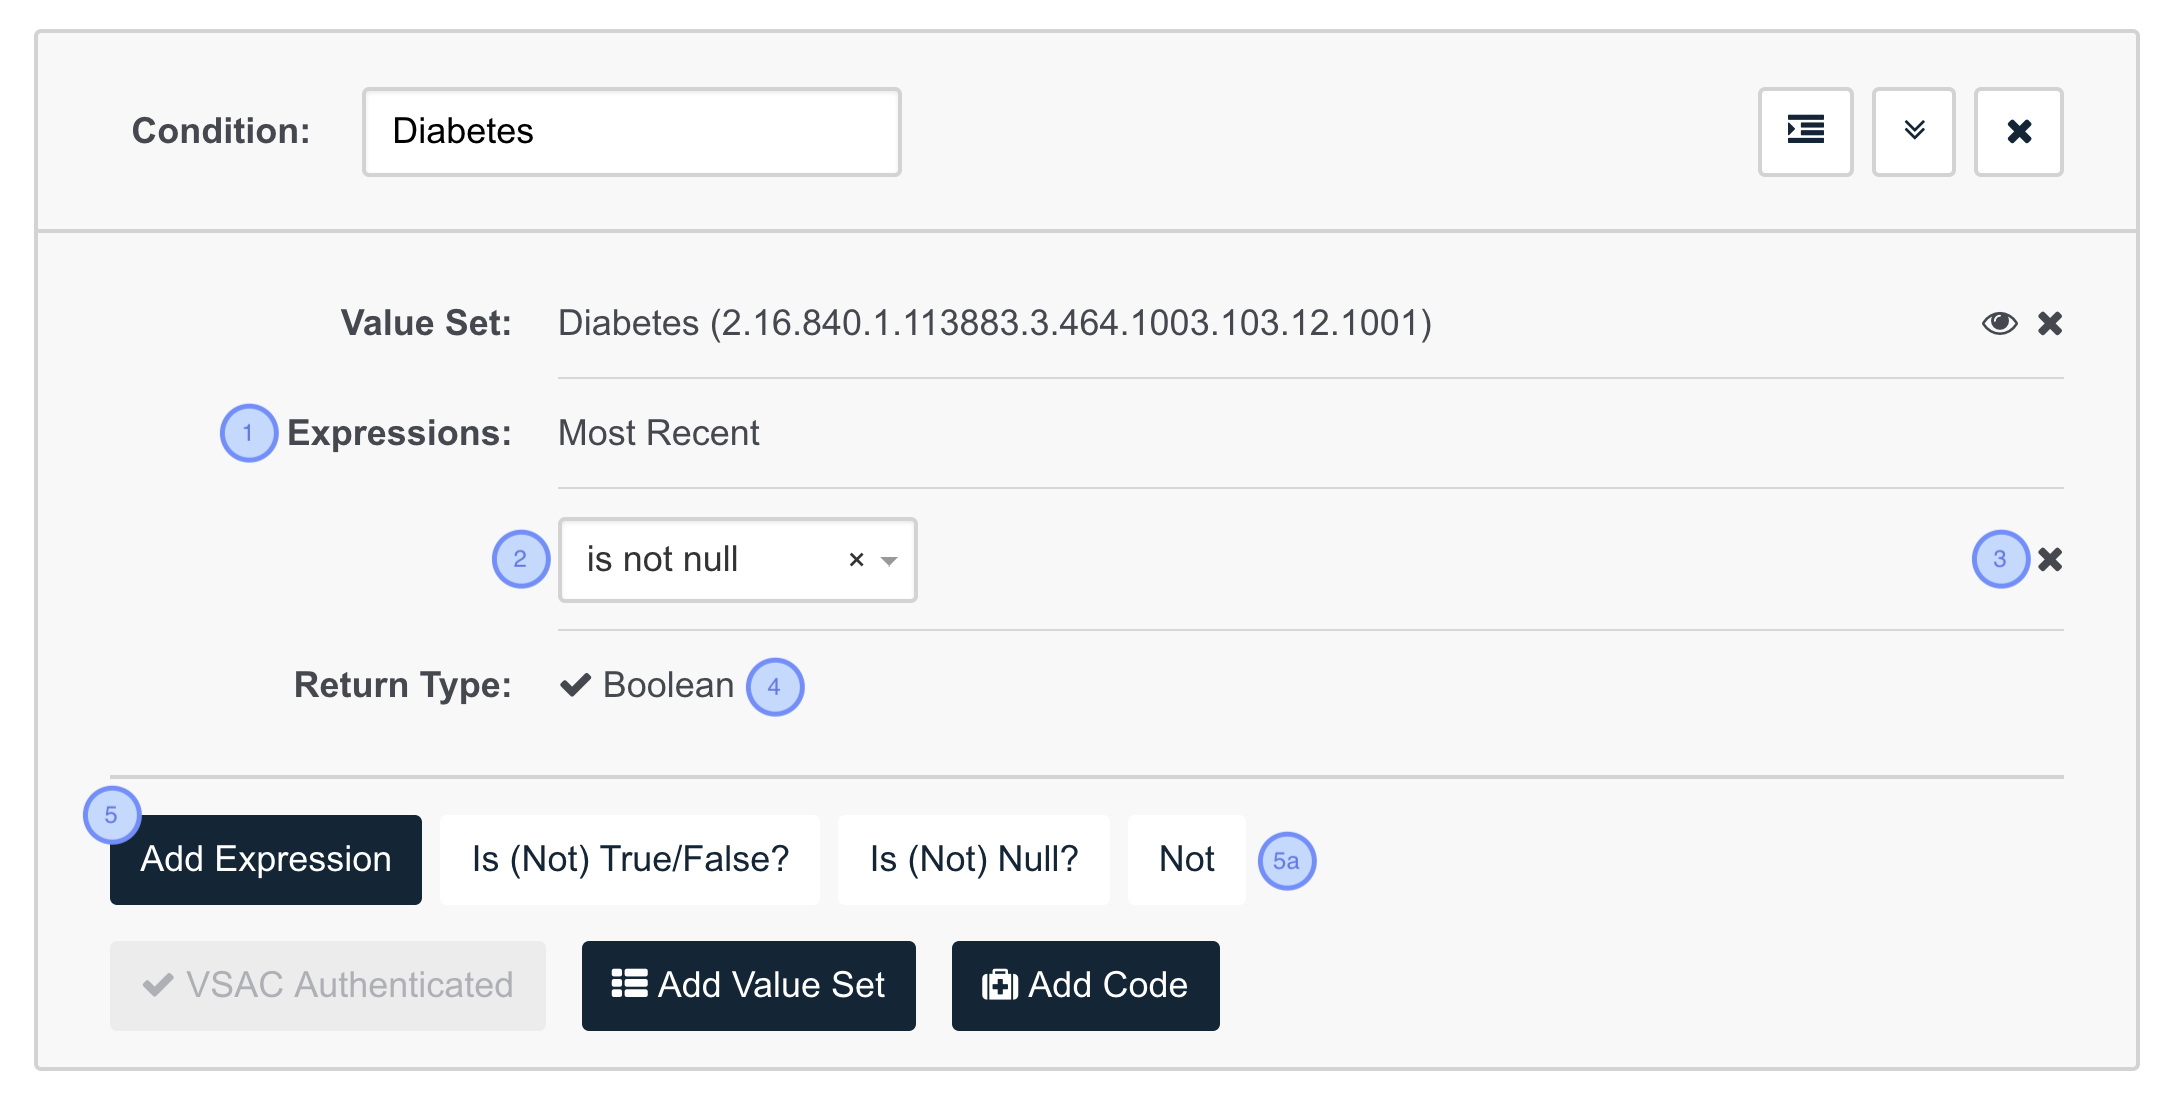 Condition: Diabetes
Value Set: Diabetes (2.16.840.1.113883.3.464.1003.103.12.1001)
1 Expressions: Most Recent
2 is not null × 3
Return Type: Boolean 4
5
Add Expression Is (Not) True/False? Is (Not) Null? Not 5a
VSAC Authenticated Add Value Set Add Code